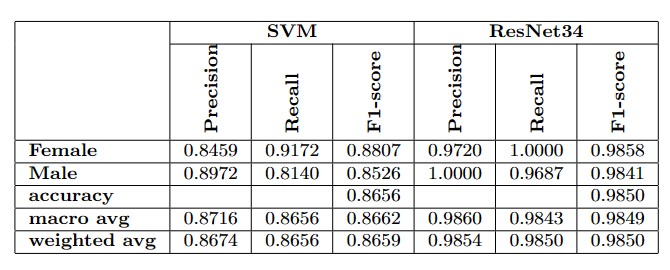 SVM ResNet34
Precision Recall F1-score Precision Recall F1-score
Female 0.8459 0.9172 0.8807 0.9720 1.0000 0.9858
Male 0.8972 0.8140 0.8526 1.0000 0.9687 0.9841
accuracy 0.8656 0.9850
macro avg 0.8716 0.8656 0.8662 0.9860 0.9843 0.9849
weighted avg 0.8674 0.8656 0.8659 0.9854 0.9850 0.9850